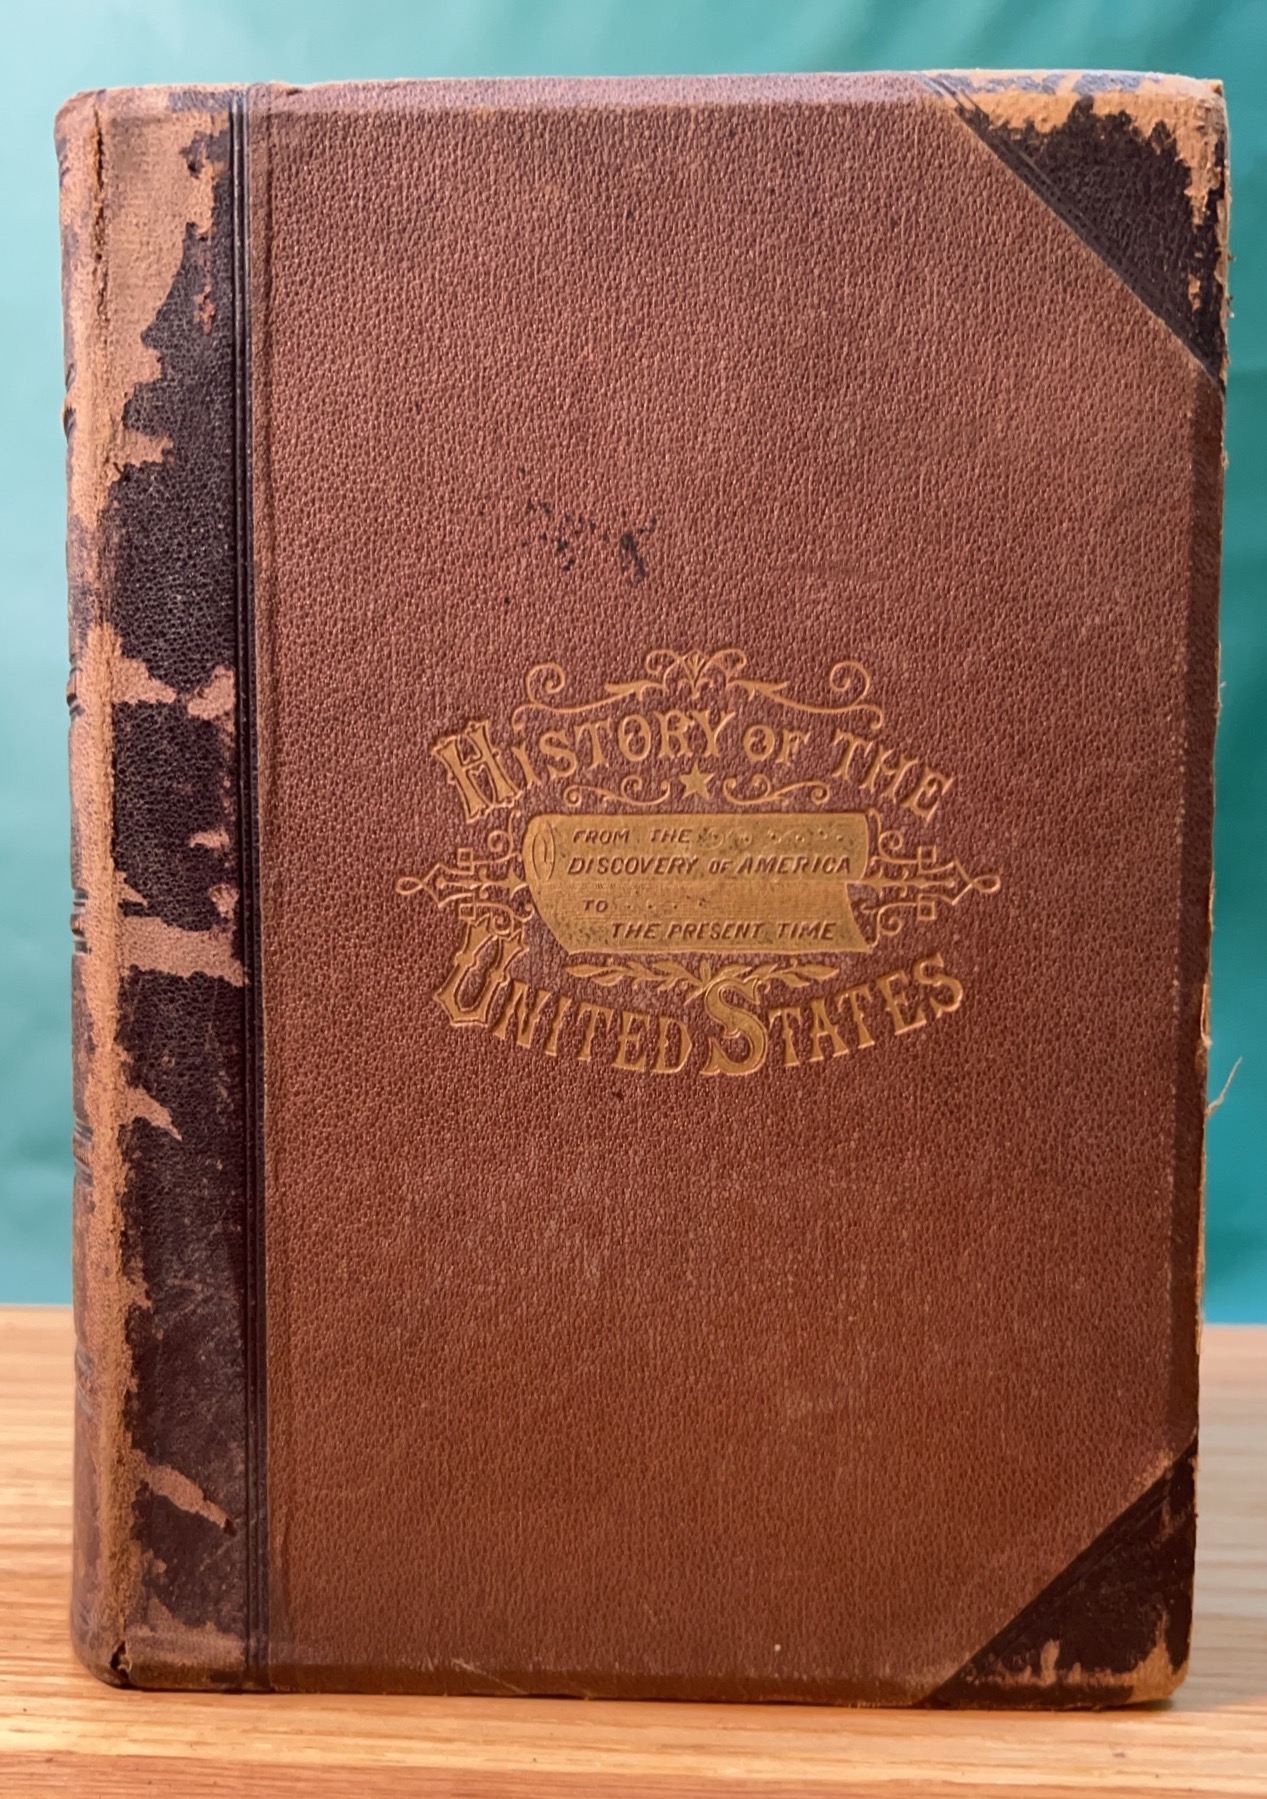 HISTORY OF THE
FROM THE
DISCOVERY OF AMERICA
TO
THE PRESENT TIME
UNITED STATES